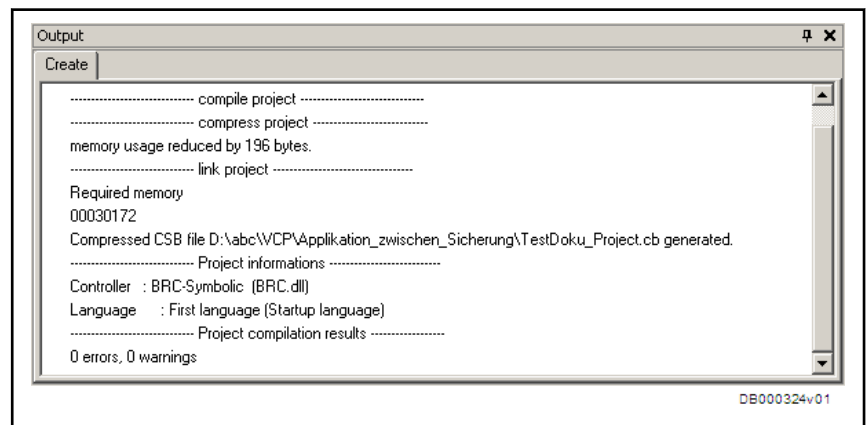 Output
Create
------------------------------ compile project ------------------------------
------------------------------ compress project ----------------------------
memory usage reduced by 196 bytes.
------------------------------ link project ----------------------------------
Required memory
00030172
Compressed CSB file D:\abc\VCP\Applikation_zwischen_Sicherung\TestDoku_Project.cb generated.
------------------------------ Project informations ---------------------------
Controller : BRC-Symbolic (BRC.dll)
Language : First language (Startup language)
------------------------------ Project compilation results ------------------
0 errors, 0 warnings
DB000324v01